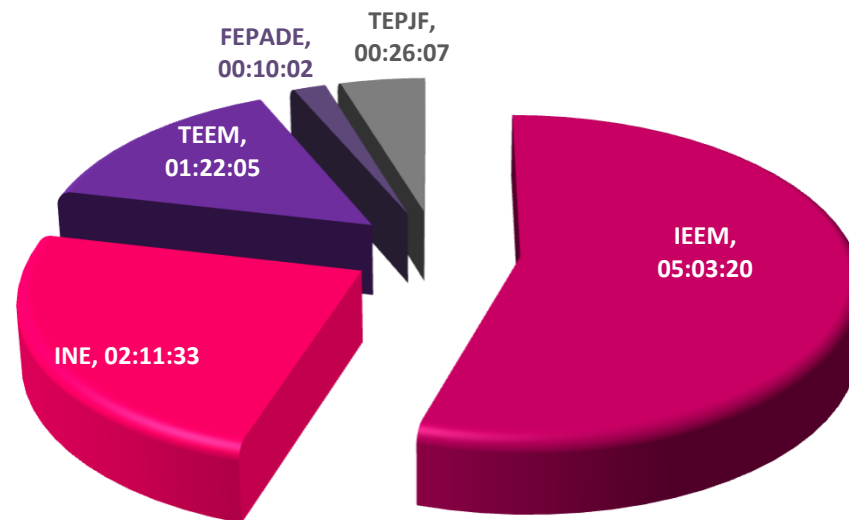 FEPADE,
00:10:02
TEPJF,
00:26:07
TEEM,
01:22:05
IEEM,
05:03:20
INE, 02:11:33